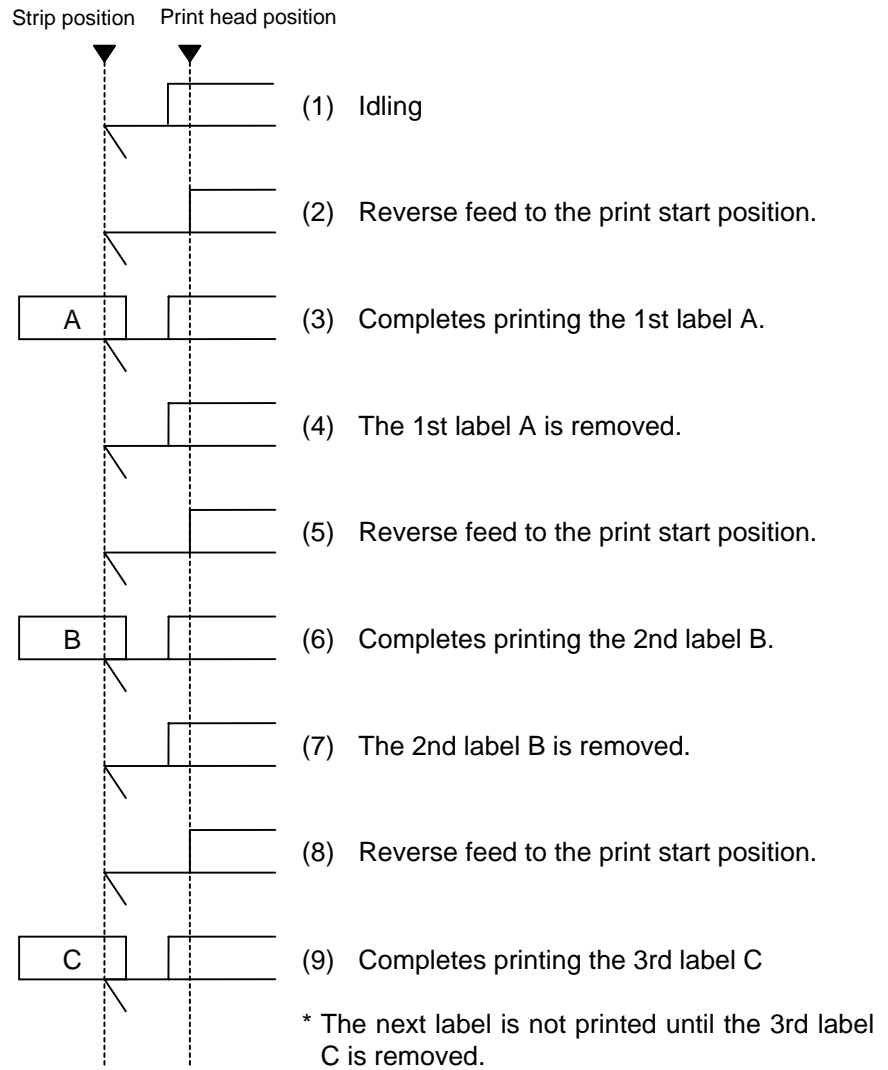 Strip position Print head position
(1) Idling
(2) Reverse feed to the print start position.
A (3) Completes printing the 1st label A.
(4) The 1st label A is removed.
(5) Reverse feed to the print start position.
B (6) Completes printing the 2nd label B.
(7) The 2nd label B is removed.
(8) Reverse feed to the print start position.
C (9) Completes printing the 3rd label C
* The next label is not printed until the 3rd label
C is removed.